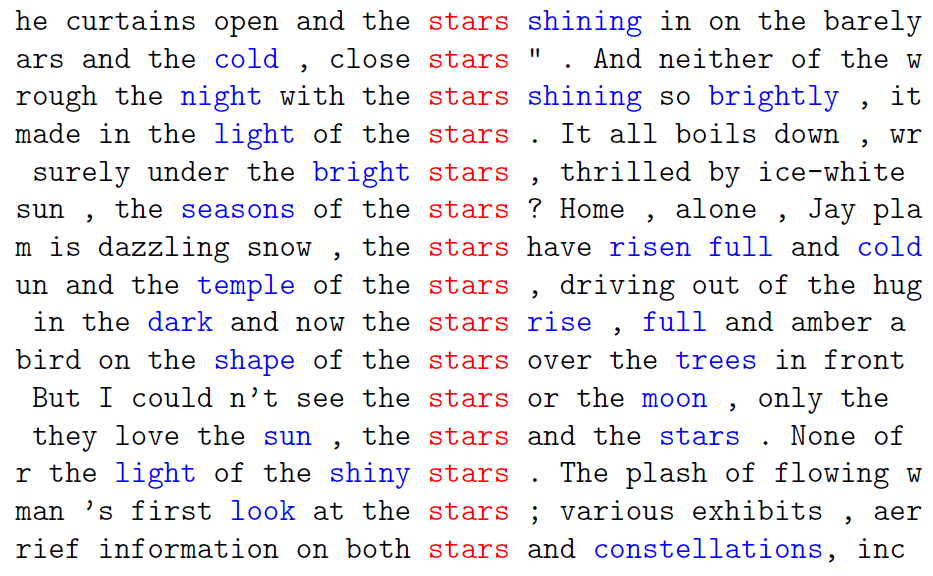 he curtains open and the stars shining in on the barely
ars and the cold , close stars " . And neither of the w
rough the night with the stars shining so brightly , it
made in the light of the stars . It all boils down , wr
surely under the bright stars , thrilled by ice-white
sun , the seasons of the stars ? Home , alone , Jay pla
m is dazzling snow , the stars have risen full and cold
un and the temple of the stars , driving out of the hug
in the dark and now the stars rise , full and amber a
bird on the shape of the stars over the trees in front
But I could n’t see the stars or the moon , only the
they love the sun , the stars and the stars . None of
r the light of the shiny stars . The plash of flowing w
man ’s first look at the stars ; various exhibits , aer
rief information on both stars and constellations, inc